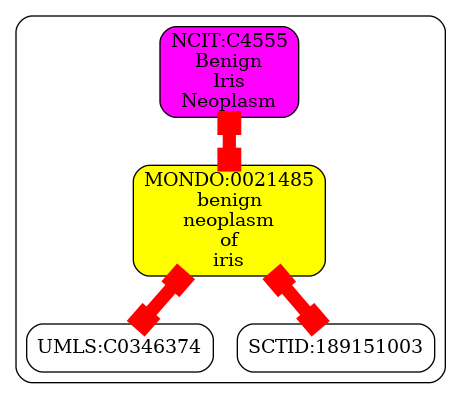 NCIT:C4555
Benign
Iris
Neoplasm
MONDO:0021485
benign
neoplasm
of
iris
UMLS:C0346374
SCTID:189151003